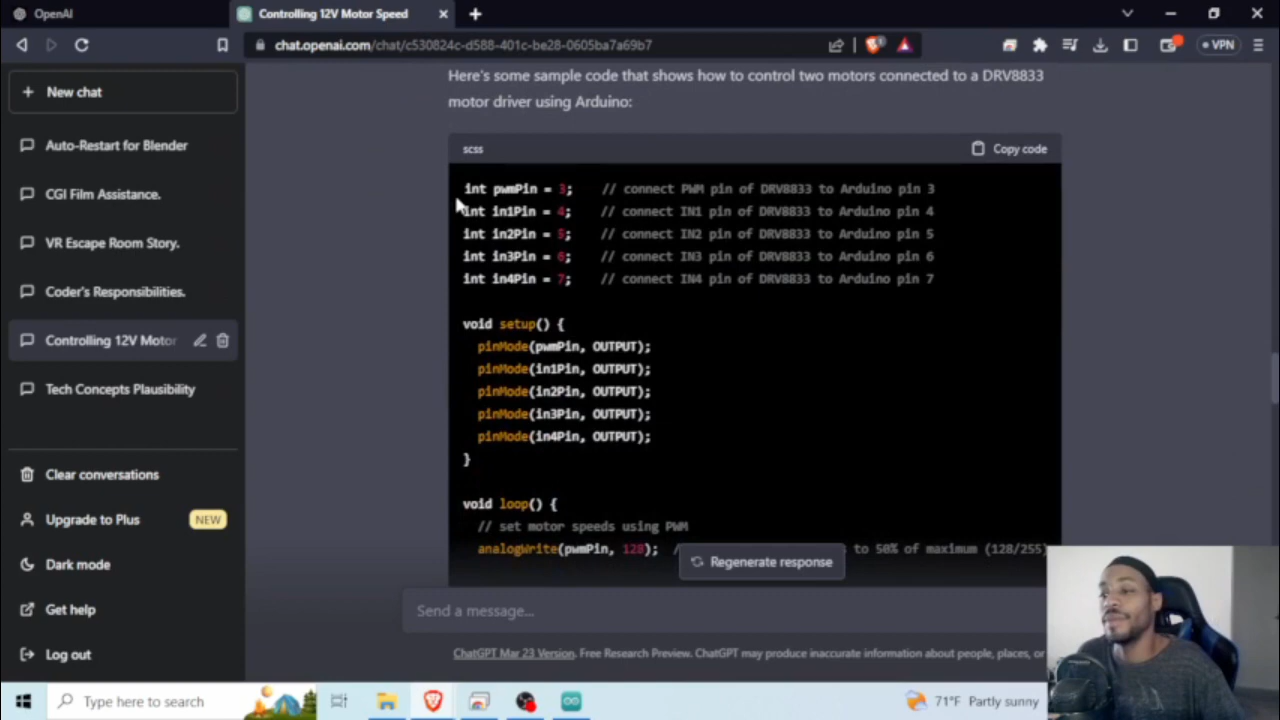 OpenAI
Controlling 12V Motor Speed
chat.openai.com/chat/c530824c-d588-401c-be28-0605ba7a69b7
VPN
New chat
Auto-Restart for Blender
CGI Film Assistance.
VR Escape Room Story.
Coder's Responsibilities.
Controlling 12V Motor
Tech Concepts Plausibility
Clear conversations
Upgrade to Plus NEW
Dark mode
Get help
Log out
Here's some sample code that shows how to control two motors connected to a DRV8833
motor driver using Arduino:
scss Copy code
int pwmPin = 3; // connect PWM pin of DRV8833 to Arduino pin 3
int in1Pin = 4; // connect IN1 pin of DRV8833 to Arduino pin 4
int in2Pin = 5; // connect IN2 pin of DRV8833 to Arduino pin 5
int in3Pin = 6; // connect IN3 pin of DRV8833 to Arduino pin 6
int in4Pin = 7; // connect IN4 pin of DRV8833 to Arduino pin 7
void setup() {
pinMode(pwmPin, OUTPUT);
pinMode(in1Pin, OUTPUT);
pinMode(in2Pin, OUTPUT);
pinMode(in3Pin, OUTPUT);
pinMode(in4Pin, OUTPUT);
}
void loop() {
// set motor speeds using PWM
analogWrite(pwmPin, 128); / to 50% of maximum (128/255)
Regenerate response
Send a message...
ChatGPT Mar 23 Version. Free Research Preview. ChatGPT may produce inaccurate information about people, places, or
Type here to search
71°F Partly sunny